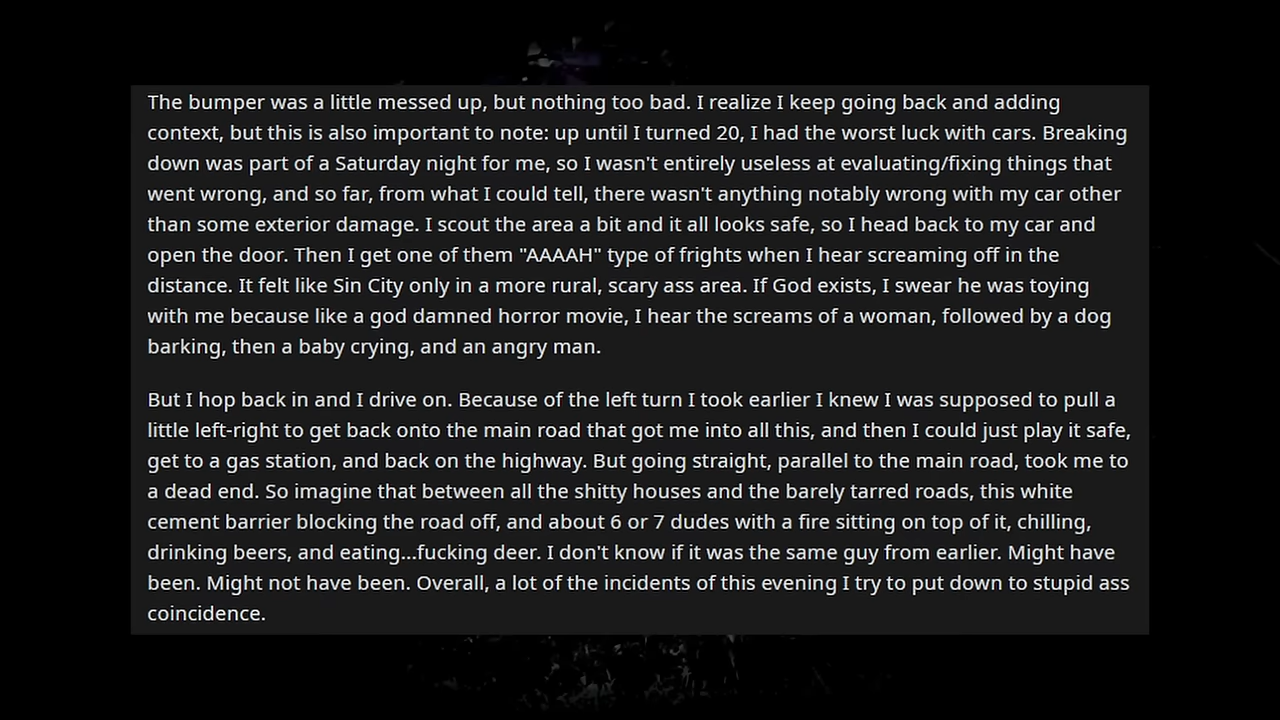 The bumper was a little messed up, but nothing too bad. I realize I keep going back and adding
context, but this is also important to note: up until I turned 20, I had the worst luck with cars. Breaking
down was part of a Saturday night for me, so I wasn't entirely useless at evaluating/fixing things that
went wrong, and so far, from what I could tell, there wasn't anything notably wrong with my car other
than some exterior damage. I scout the area a bit and it all looks safe, so I head back to my car and
open the door. Then I get one of them "AAAAH" type of frights when I hear screaming off in the
distance. It felt like Sin City only in a more rural, scary ass area. If God exists, I swear he was toying
with me because like a god damned horror movie, I hear the screams of a woman, followed by a dog
barking, then a baby crying, and an angry man.
But I hop back in and I drive on. Because of the left turn I took earlier I knew I was supposed to pull a
little left-right to get back onto the main road that got me into all this, and then I could just play it safe,
get to a gas station, and back on the highway. But going straight, parallel to the main road, took me to
a dead end. So imagine that between all the shitty houses and the barely tarred roads, this white
cement barrier blocking the road off, and about 6 or 7 dudes with a fire sitting on top of it, chilling,
drinking beers, and eating...fucking deer. I don't know if it was the same guy from earlier. Might have
been. Might not have been. Overall, a lot of the incidents of this evening I try to put down to stupid ass
coincidence.